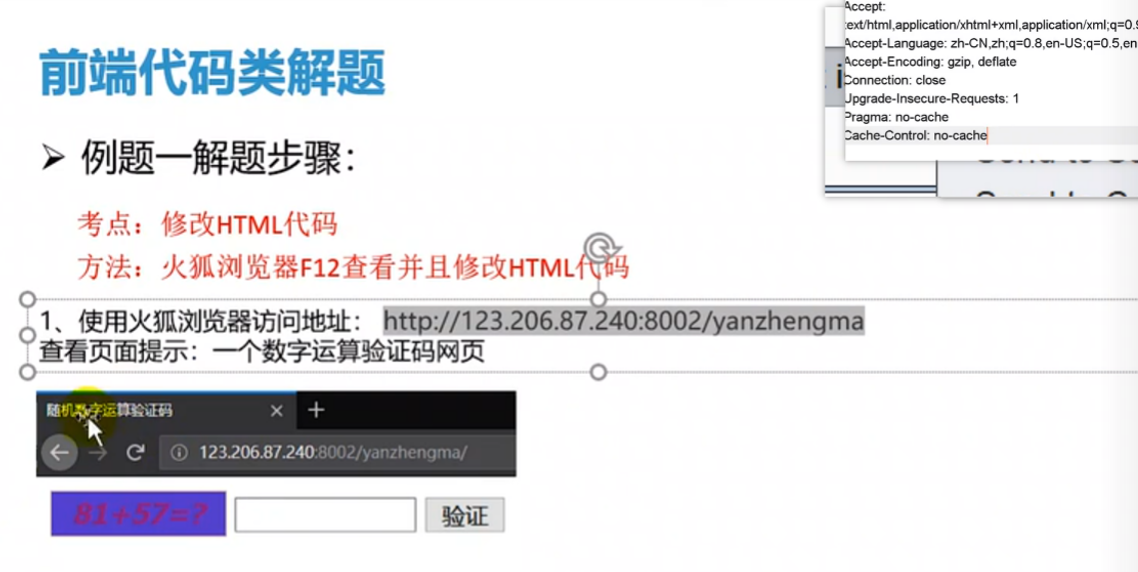 前端代码类解题
➢ 例题一解题步骤：
考点：修改HTML代码
方法：火狐浏览器F12查看并且修改HTML代码
1、使用火狐浏览器访问地址： http://123.206.87.240:8002/yanzhengma
查看页面提示：一个数字运算验证码网页
随机数字运算验证码
123.206.87.240:8002/yanzhengma/
81+57=?
验证
Accept:
text/html,application/xhtml+xml,application/xml;q=0.9
Accept-Language: zh-CN,zh;q=0.8,en-US;q=0.5,en
Accept-Encoding: gzip, deflate
Connection: close
Upgrade-Insecure-Requests: 1
Pragma: no-cache
Cache-Control: no-cache